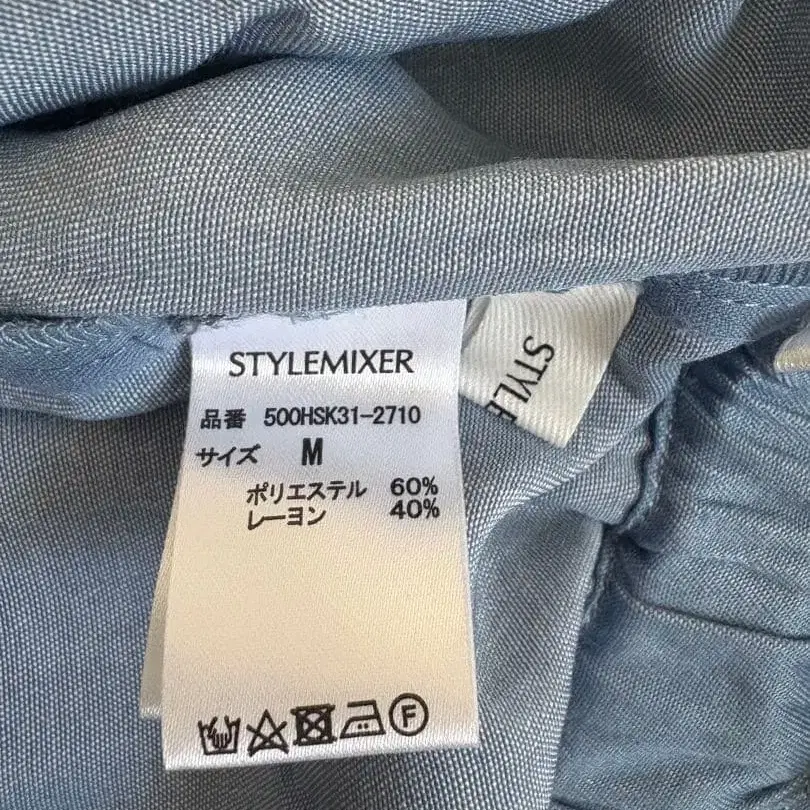 STYLEMIXER
品番 500HSK31-2710
サイズ M
ポリエステル 60%
レーヨン 40%
F
STYLE